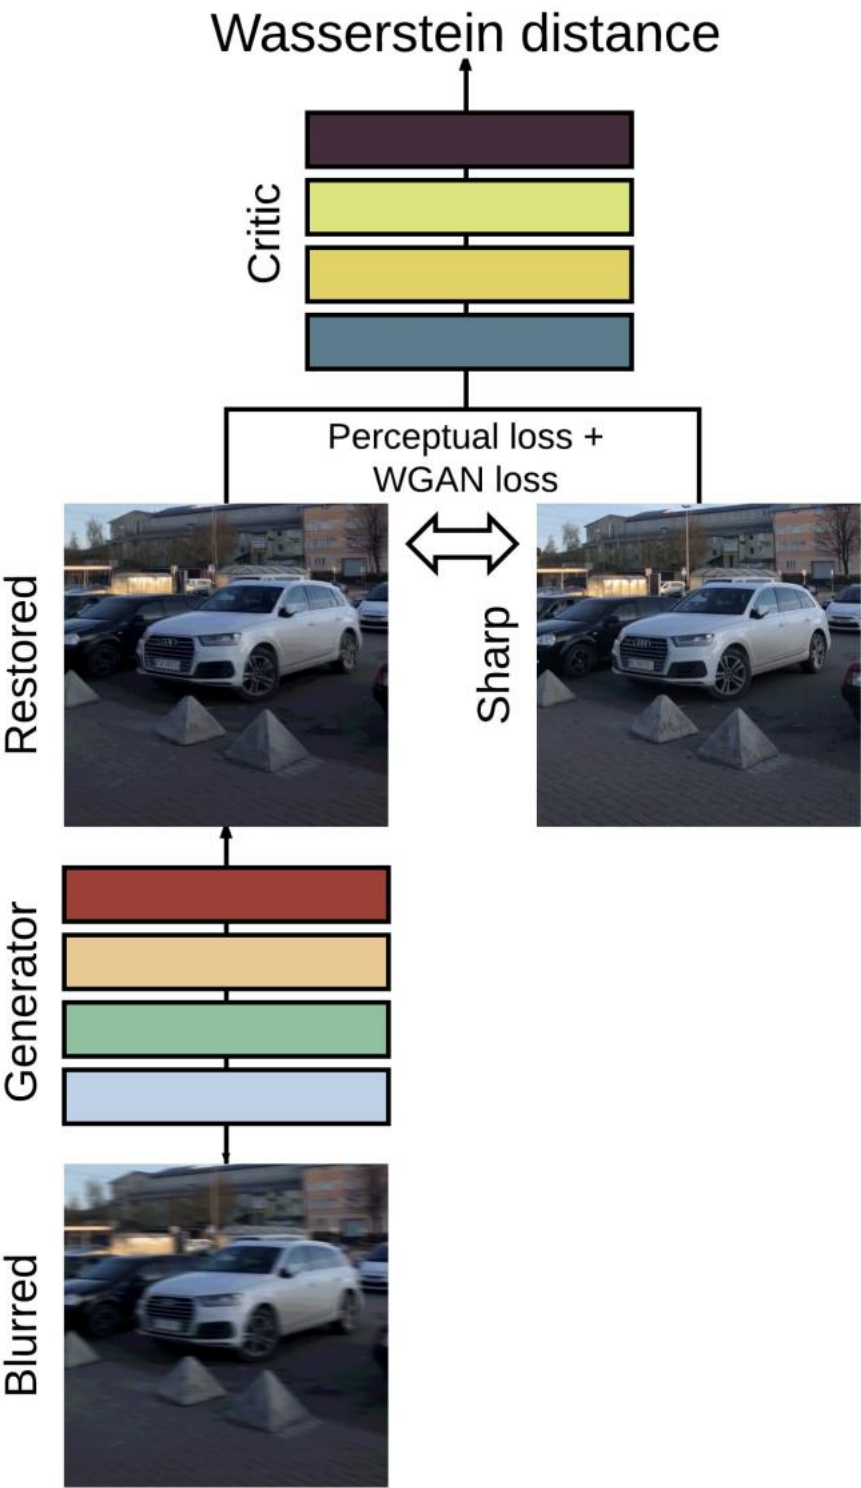 Wasserstein distance
Critic
Perceptual loss +
WGAN loss
Restored
Sharp
Generator
Blurred